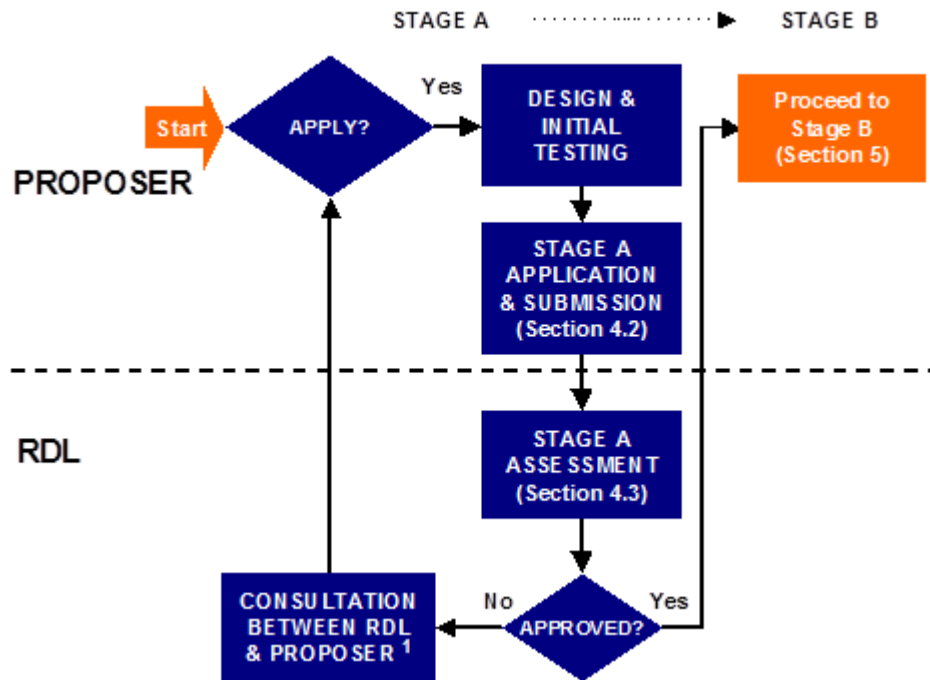 STAGE A
STAGE B
Yes
Start
APPLY?
DESIGN &
INITIAL
TESTING
Proceed to
Stage B
(Section 5)
PROPOSER
STAGE A
APPLICATION
& SUBMISSION
(Section 4.2)
RDL
STAGE A
ASSESSMENT
(Section 4.3)
CONSULTATION
BETWEEN RDL
& PROPOSER 1
No
APPROVED?
Yes